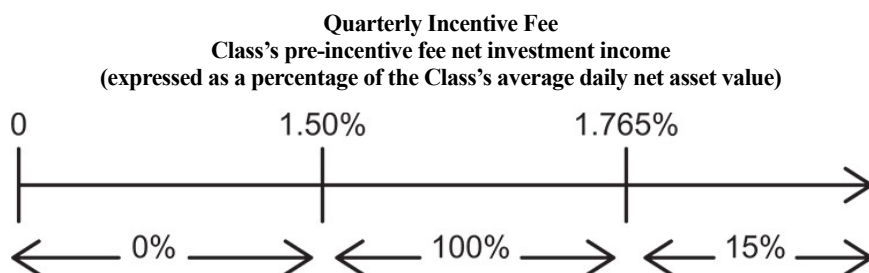 Quarterly Incentive Fee
Class’s pre-incentive fee net investment income
(expressed as a percentage of the Class’s average daily net asset value)
0 1.50% 1.765%
0% 100% 15%